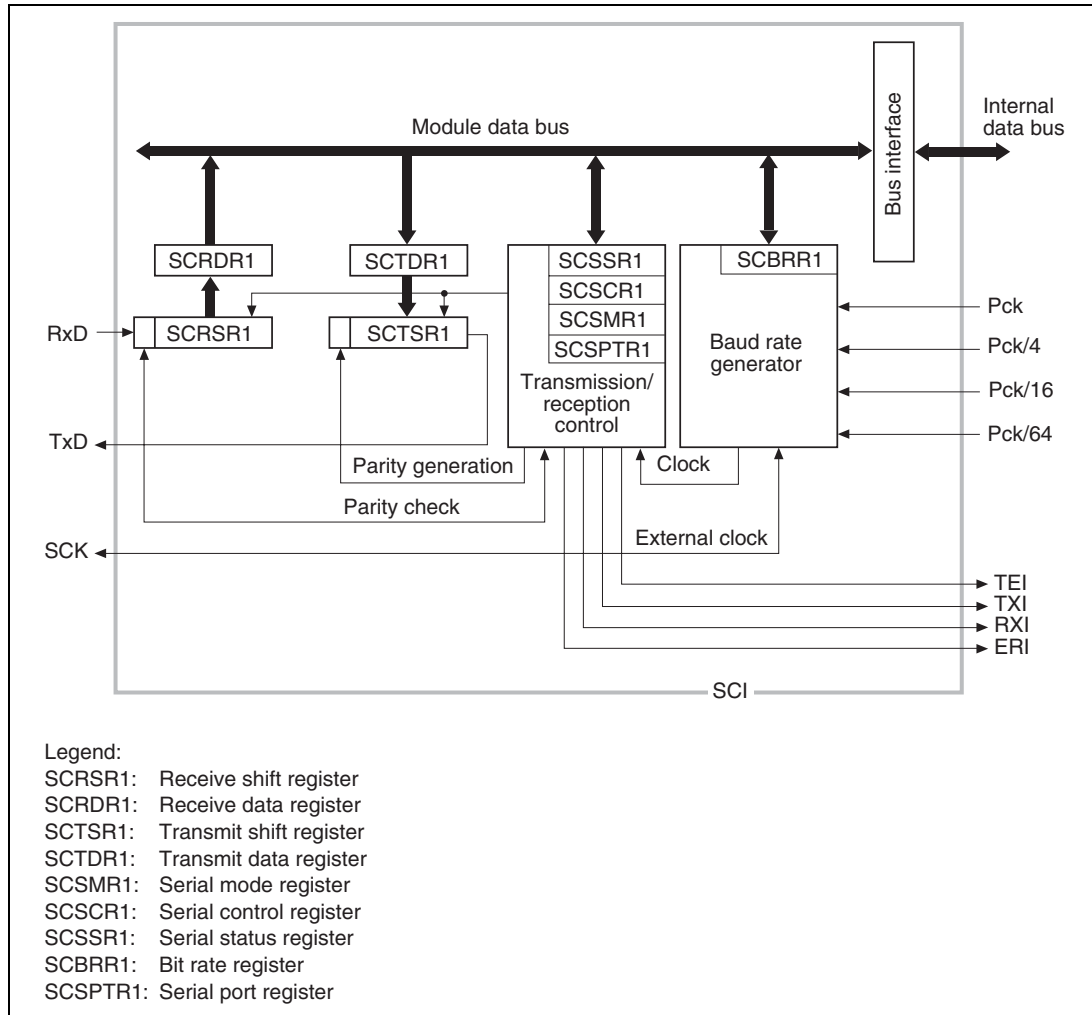 Module data bus
Bus interface
Internal
data bus
SCRDR1
SCTDR1
SCSSR1
SCSCR1
SCSMR1
SCSPTR1
Transmission/
reception
control
SCBRR1
Baud rate
generator
RxD
SCRSR1
SCTSR1
Pck
Pck/4
Pck/16
Pck/64
TxD
Parity generation
Clock
Parity check
SCK
External clock
TEI
TXI
RXI
ERI
SCI
Legend:
SCRSR1: Receive shift register
SCRDR1: Receive data register
SCTSR1: Transmit shift register
SCTDR1: Transmit data register
SCSMR1: Serial mode register
SCSCR1: Serial control register
SCSSR1: Serial status register
SCBRR1: Bit rate register
SCSPTR1: Serial port register